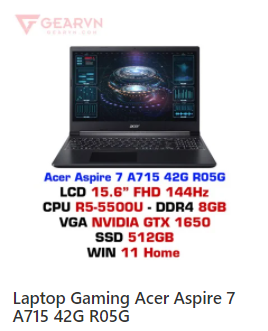 GEARVN
GEARVN.COM
acer
Acer Aspire 7 A715 42G R05G
LCD 15.6" FHD 144Hz
CPU R5-5500U - DDR4 8GB
VGA NVIDIA GTX 1650
SSD 512GB
WIN 11 Home
Laptop Gaming Acer Aspire 7
A715 42G R05G